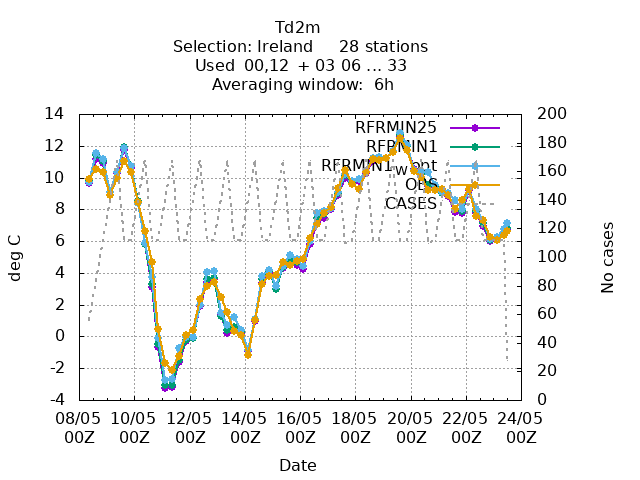 Td2m
Selection: Ireland 28 stations
Used 00,12 + 03 06 ... 33
Averaging window: 6h
14
12
10
8
6
4
2
0
-2
-4
deg C
200
180
160
140
120
100
80
60
40
20
0
No cases
RFRMIN25
RFRMIN1
RFRMIN1wopt
OBS
CASES
08/05 10/05 12/05 14/05 16/05 18/05 20/05 22/05 24/05
00Z 00Z 00Z 00Z 00Z 00Z 00Z 00Z 00Z
Date